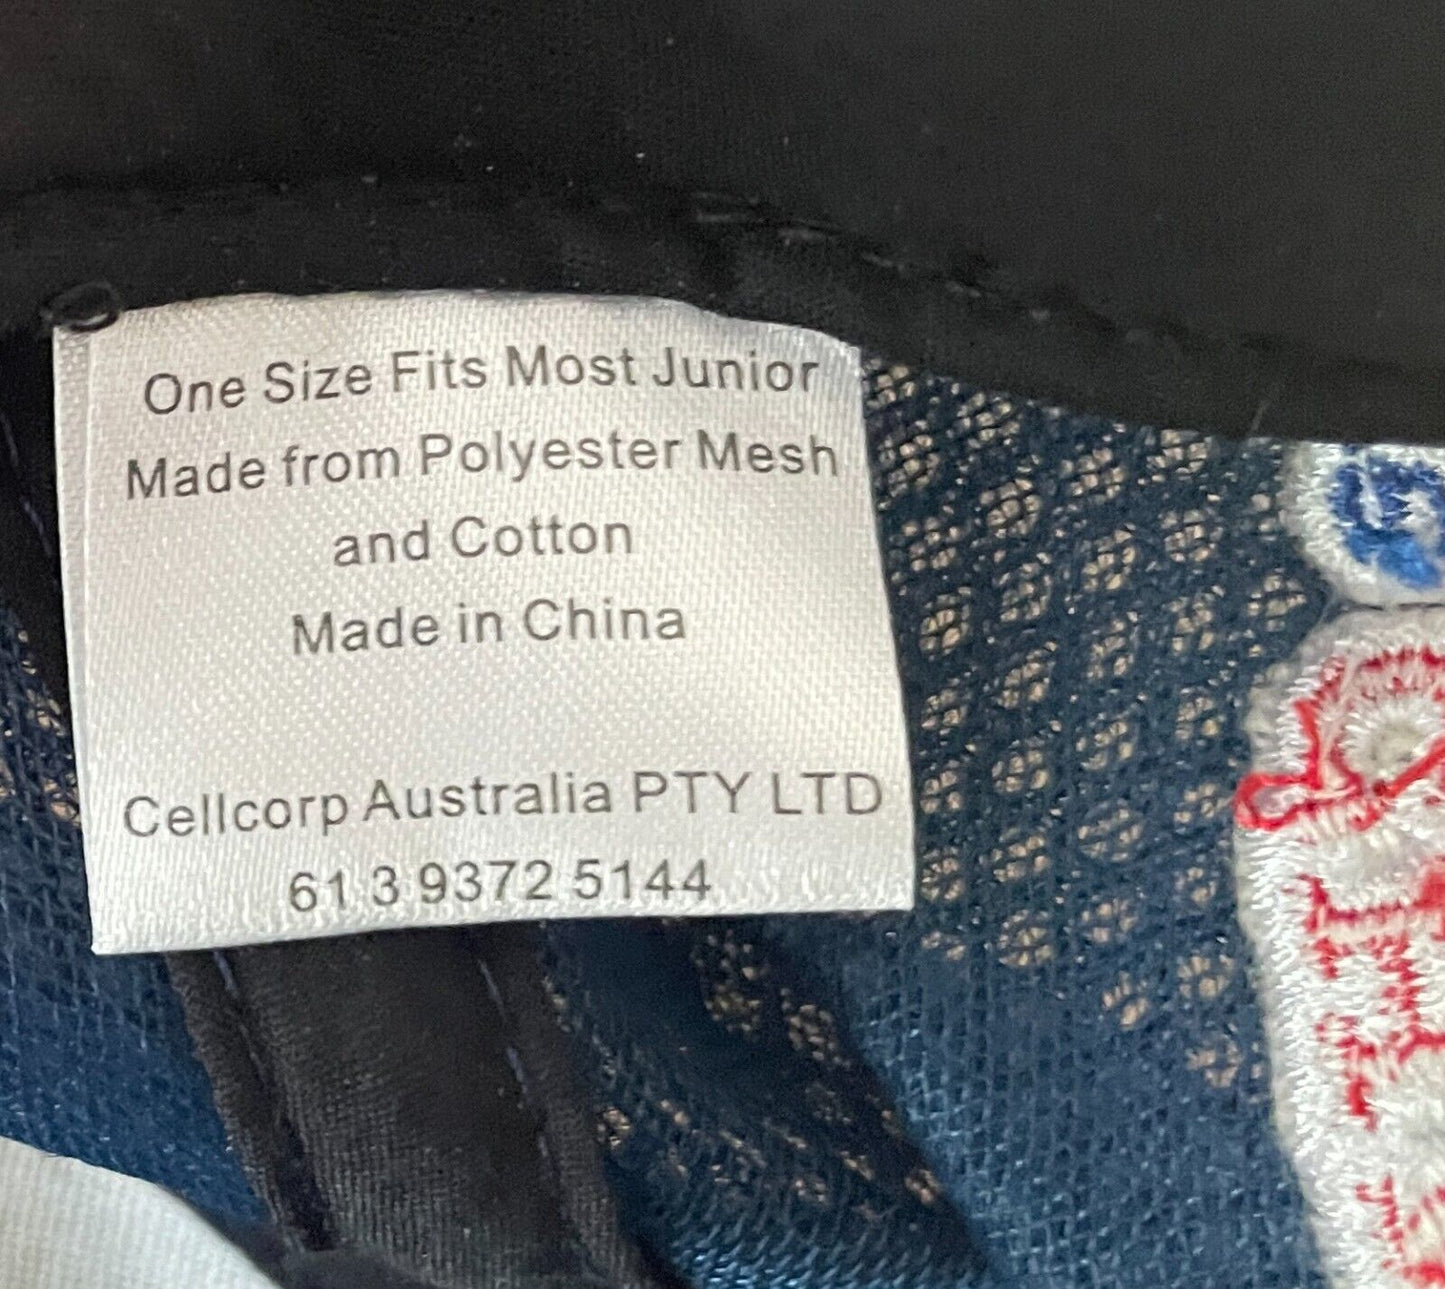 One Size Fits Most Junior
Made from Polyester Mesh
and Cotton
Made in China
Cellcorp Australia PTY LTD
61 3 9372 5144